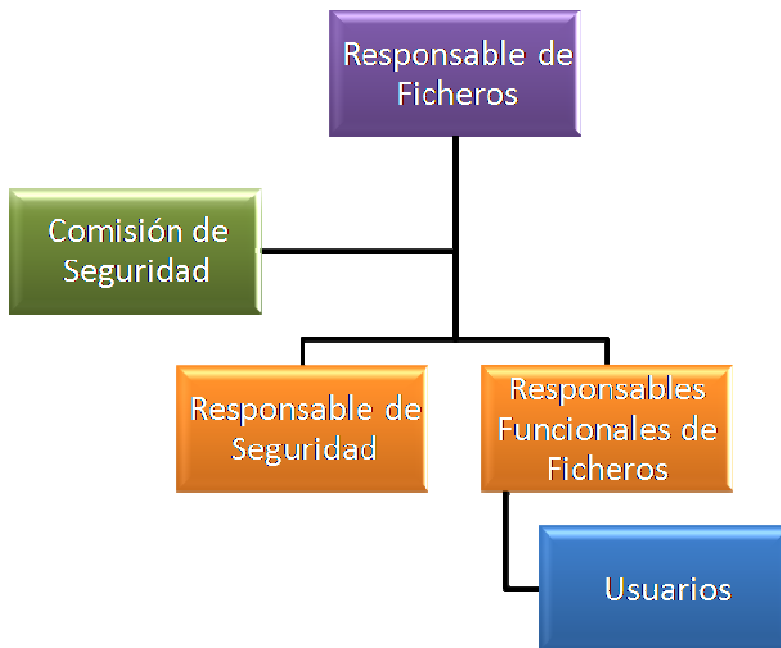 Responsable de
Ficheros
Comisión de
Seguridad
Responsable de
Seguridad
Responsables
Funcionales de
Ficheros
Usuarios